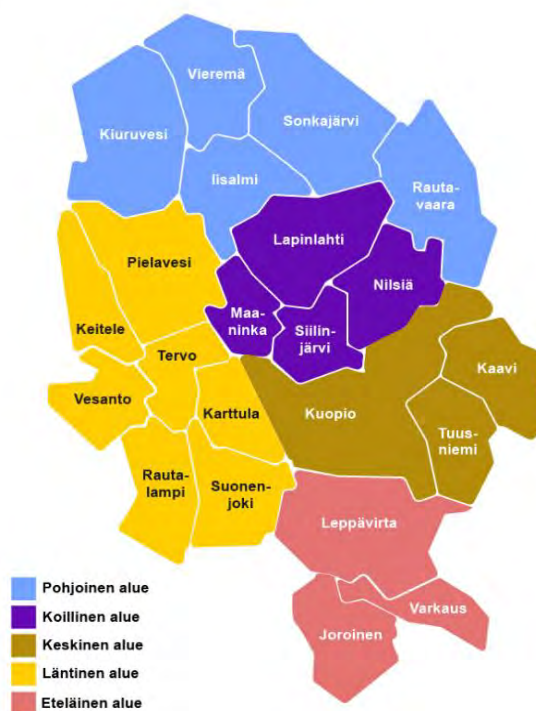 Vieremä
Kiuruvesi
Sonkajärvi
Iisalmi
Rauta-
vaara
Lapinlahti
Pielavesi
Nilsiä
Maa-
ninka
Siilin-
järvi
Keitele
Tervo
Kaavi
Vesanto
Karttula
Kuopio
Tuus-
niemi
Rauta-
lampi
Suonen-
joki
Leppävirta
Varkaus
Joroinen
Pohjoinen alue
Koillinen alue
Keskinen alue
Läntinen alue
Eteläinen alue